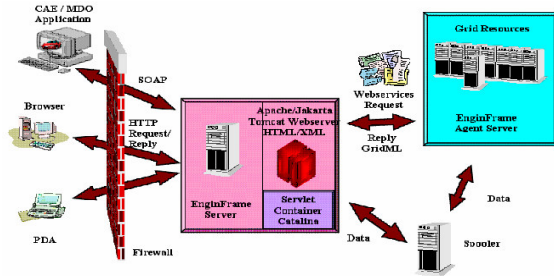 CAE / MDO
Application
SOAP
Browser
HTTP
Request/
Reply
PDA
Firewall
EnginFrame
Server
Apache/Jakarta
Tomcat Webserver
HTML/XML
Servlet
Container
Catalina
Webservices
Request
Reply
GridML
Grid Resources
EnginFrame
Agent Server
Data
Data
Spooler